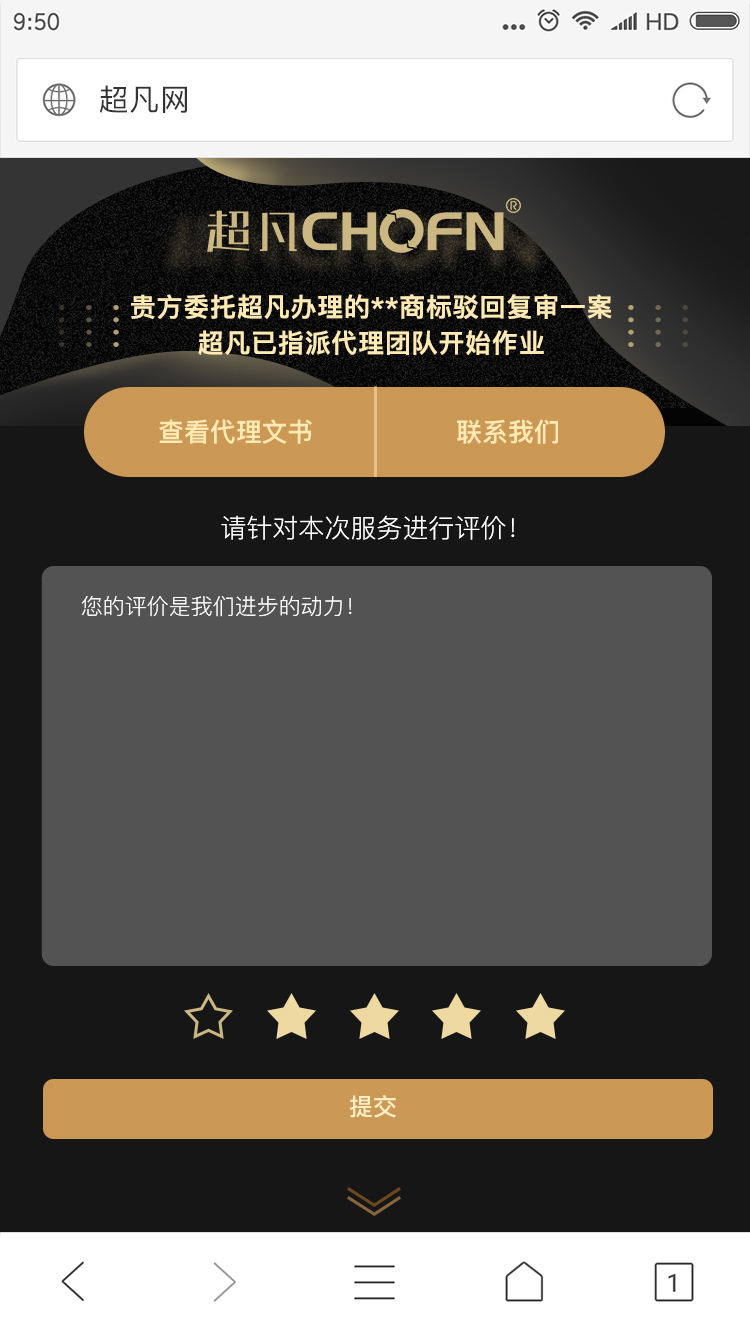 9:50
HD
超凡网
超凡CHOFN®
贵方委托超凡办理的**商标驳回复审一案
超凡已指派代理团队开始作业
查看代理文书
联系我们
请针对本次服务进行评价！
您的评价是我们进步的动力！
提交
1